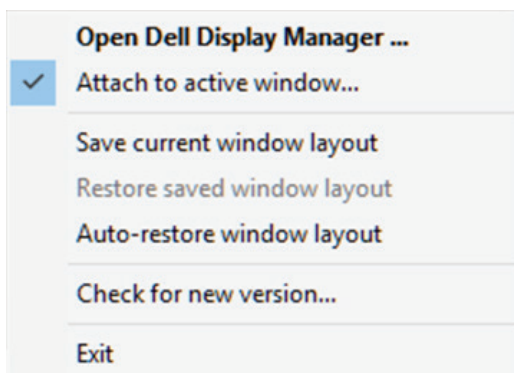 Open Dell Display Manager ...
Attach to active window...
Save current window layout
Restore saved window layout
Auto-restore window layout
Check for new version...
Exit